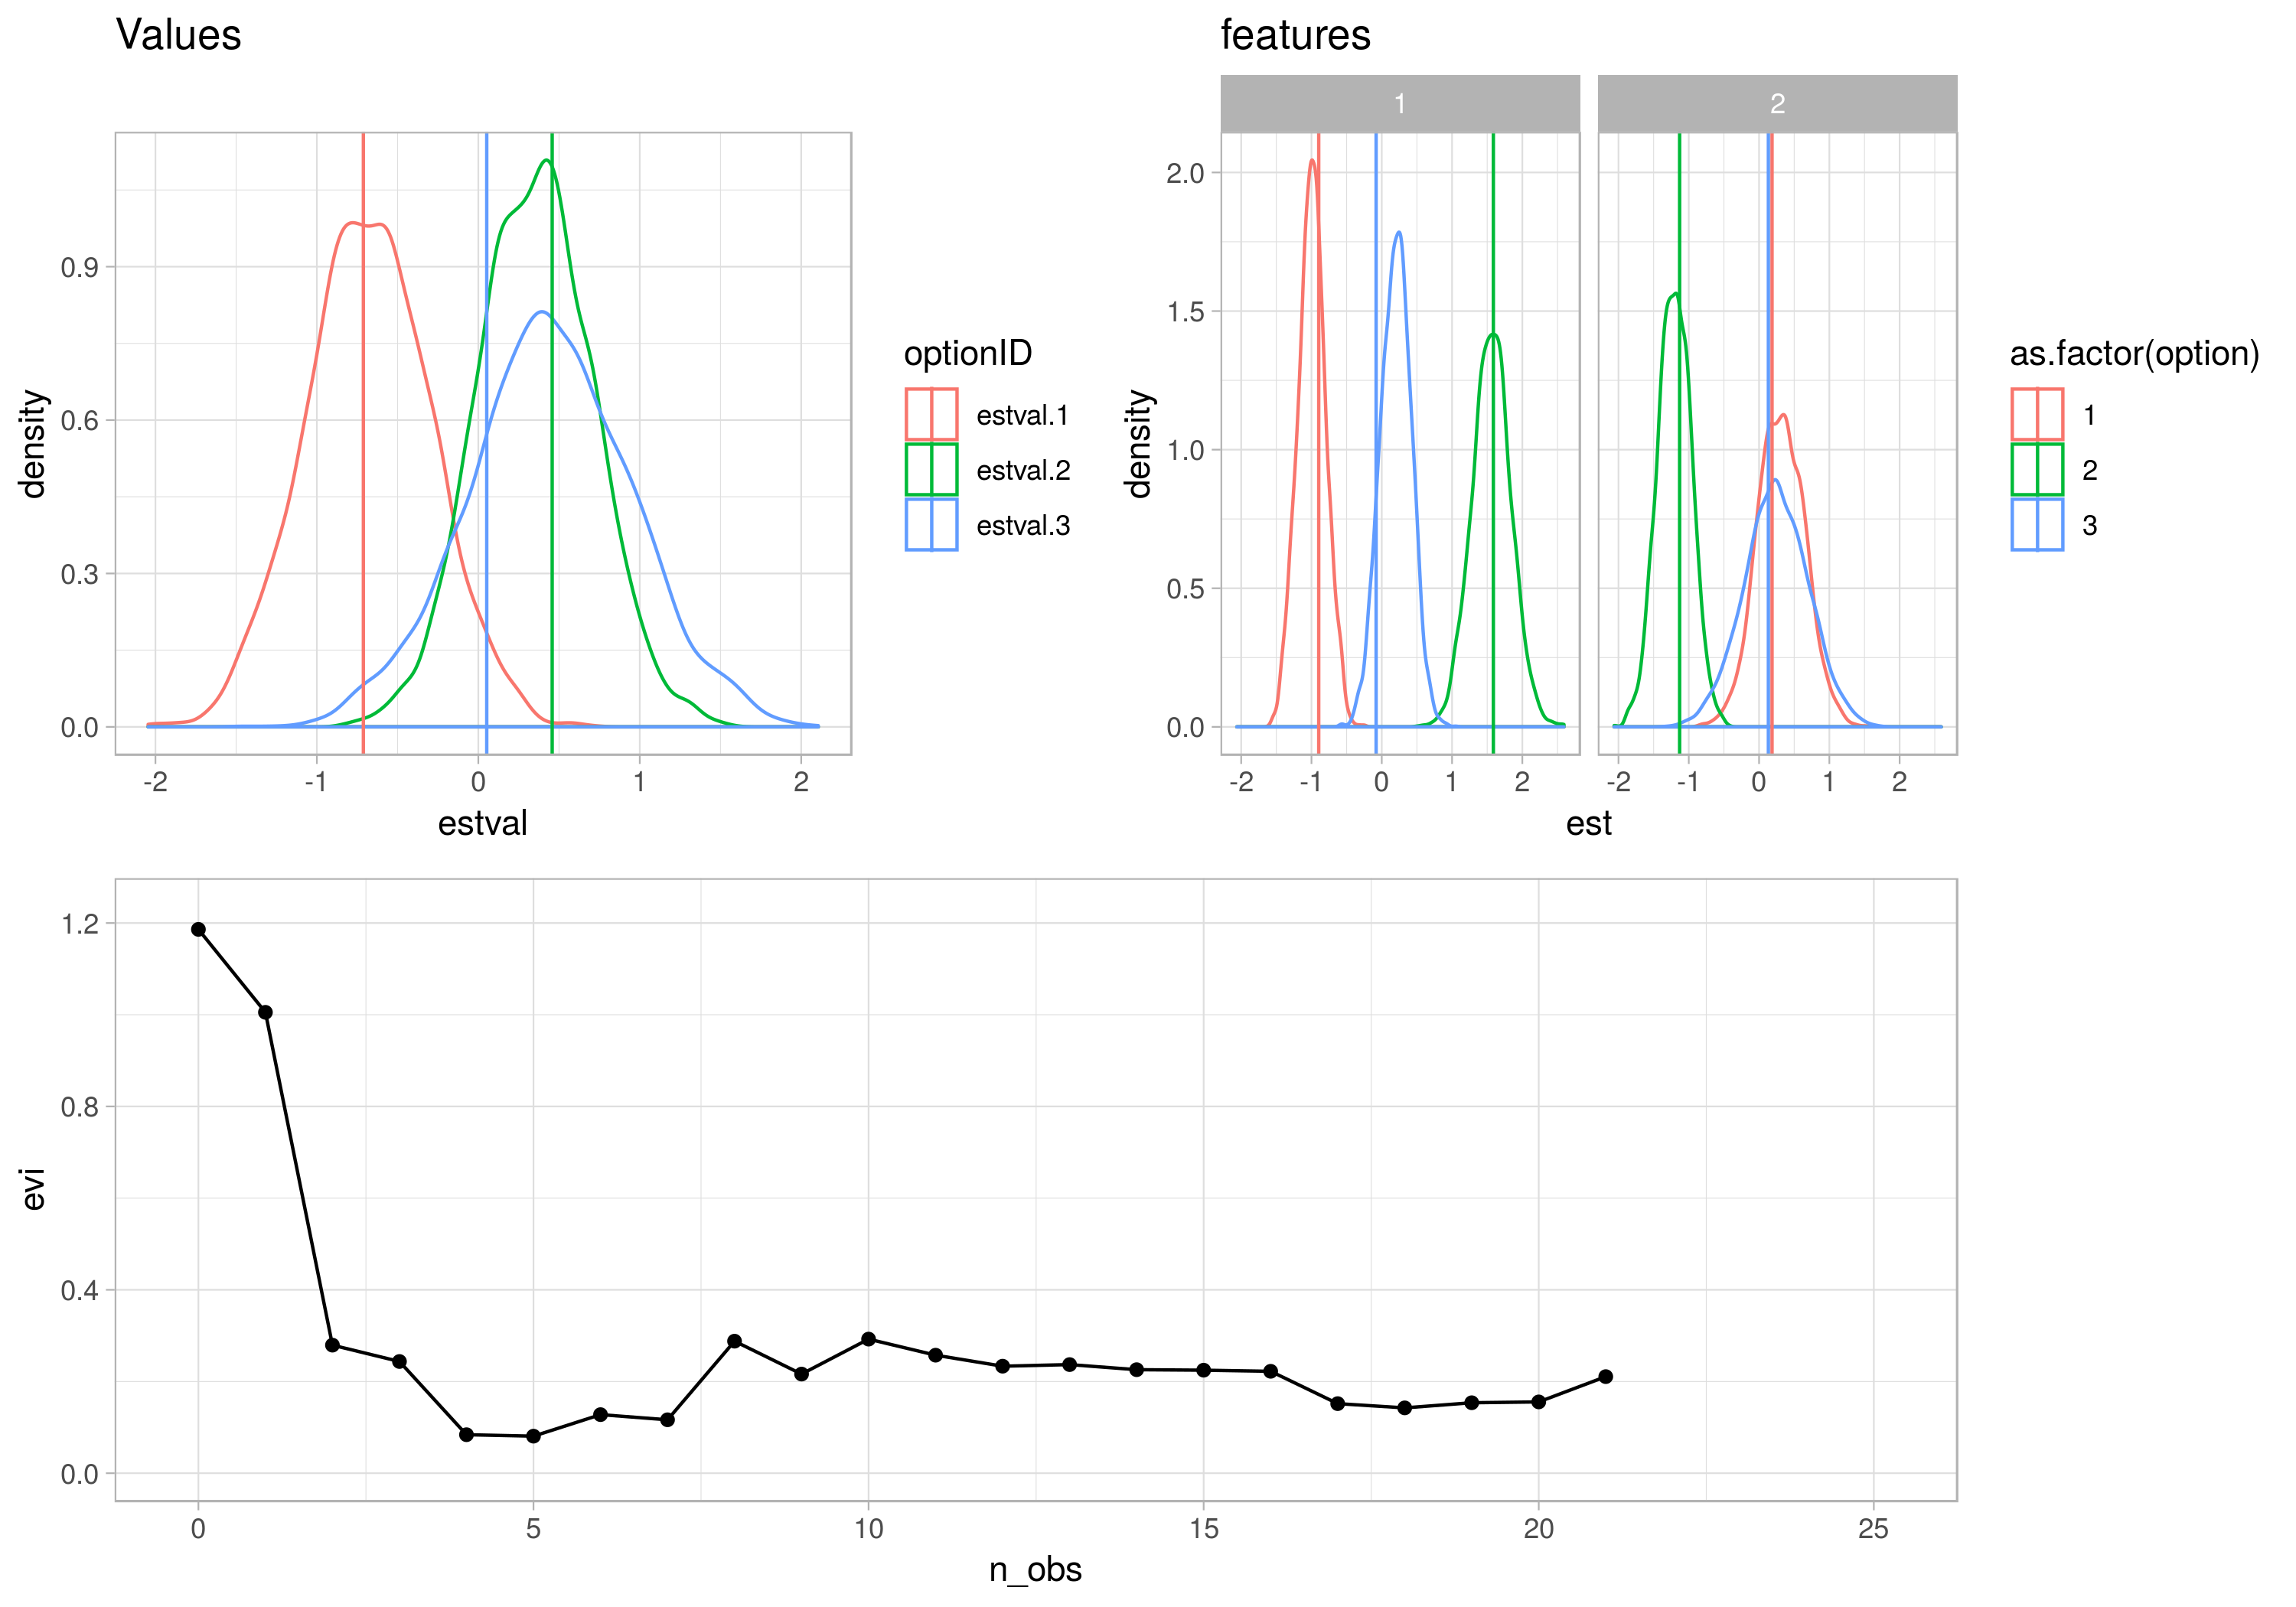 Values
density
0.9
0.6
0.3
0.0
-2 -1 0 1 2
estval
optionID
estval.1
estval.2
estval.3
features
1 2
density
2.0
1.5
1.0
0.5
0.0
-2 -1 0 1 2 -2 -1 0 1 2
est
as.factor(option)
1
2
3
evi
1.2
0.8
0.4
0.0
0 5 10 15 20 25
n_obs